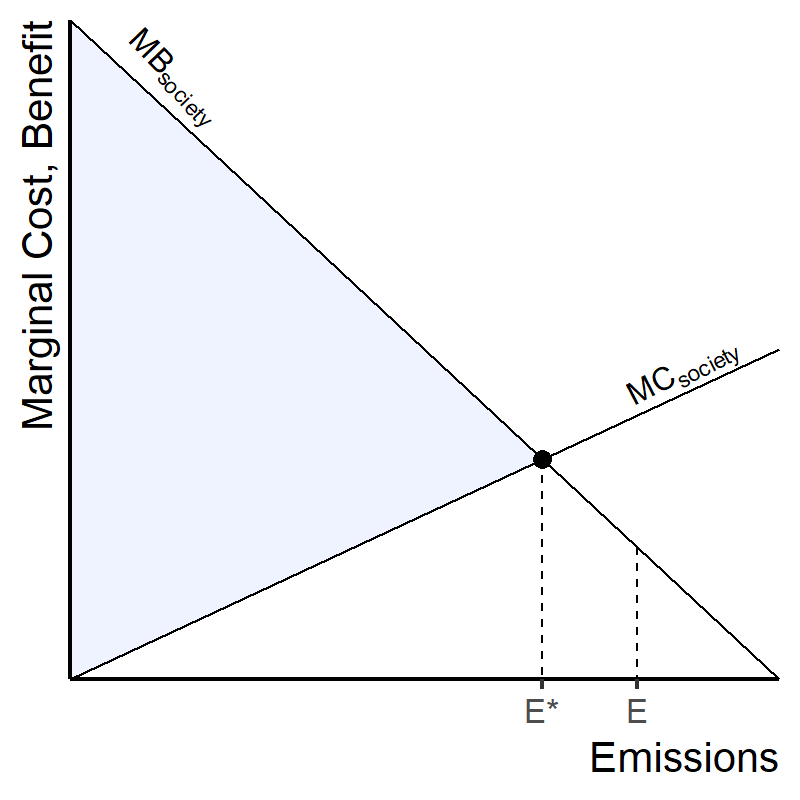 Marginal Cost, Benefit
MBsociety
MCsociety
E*
E
Emissions